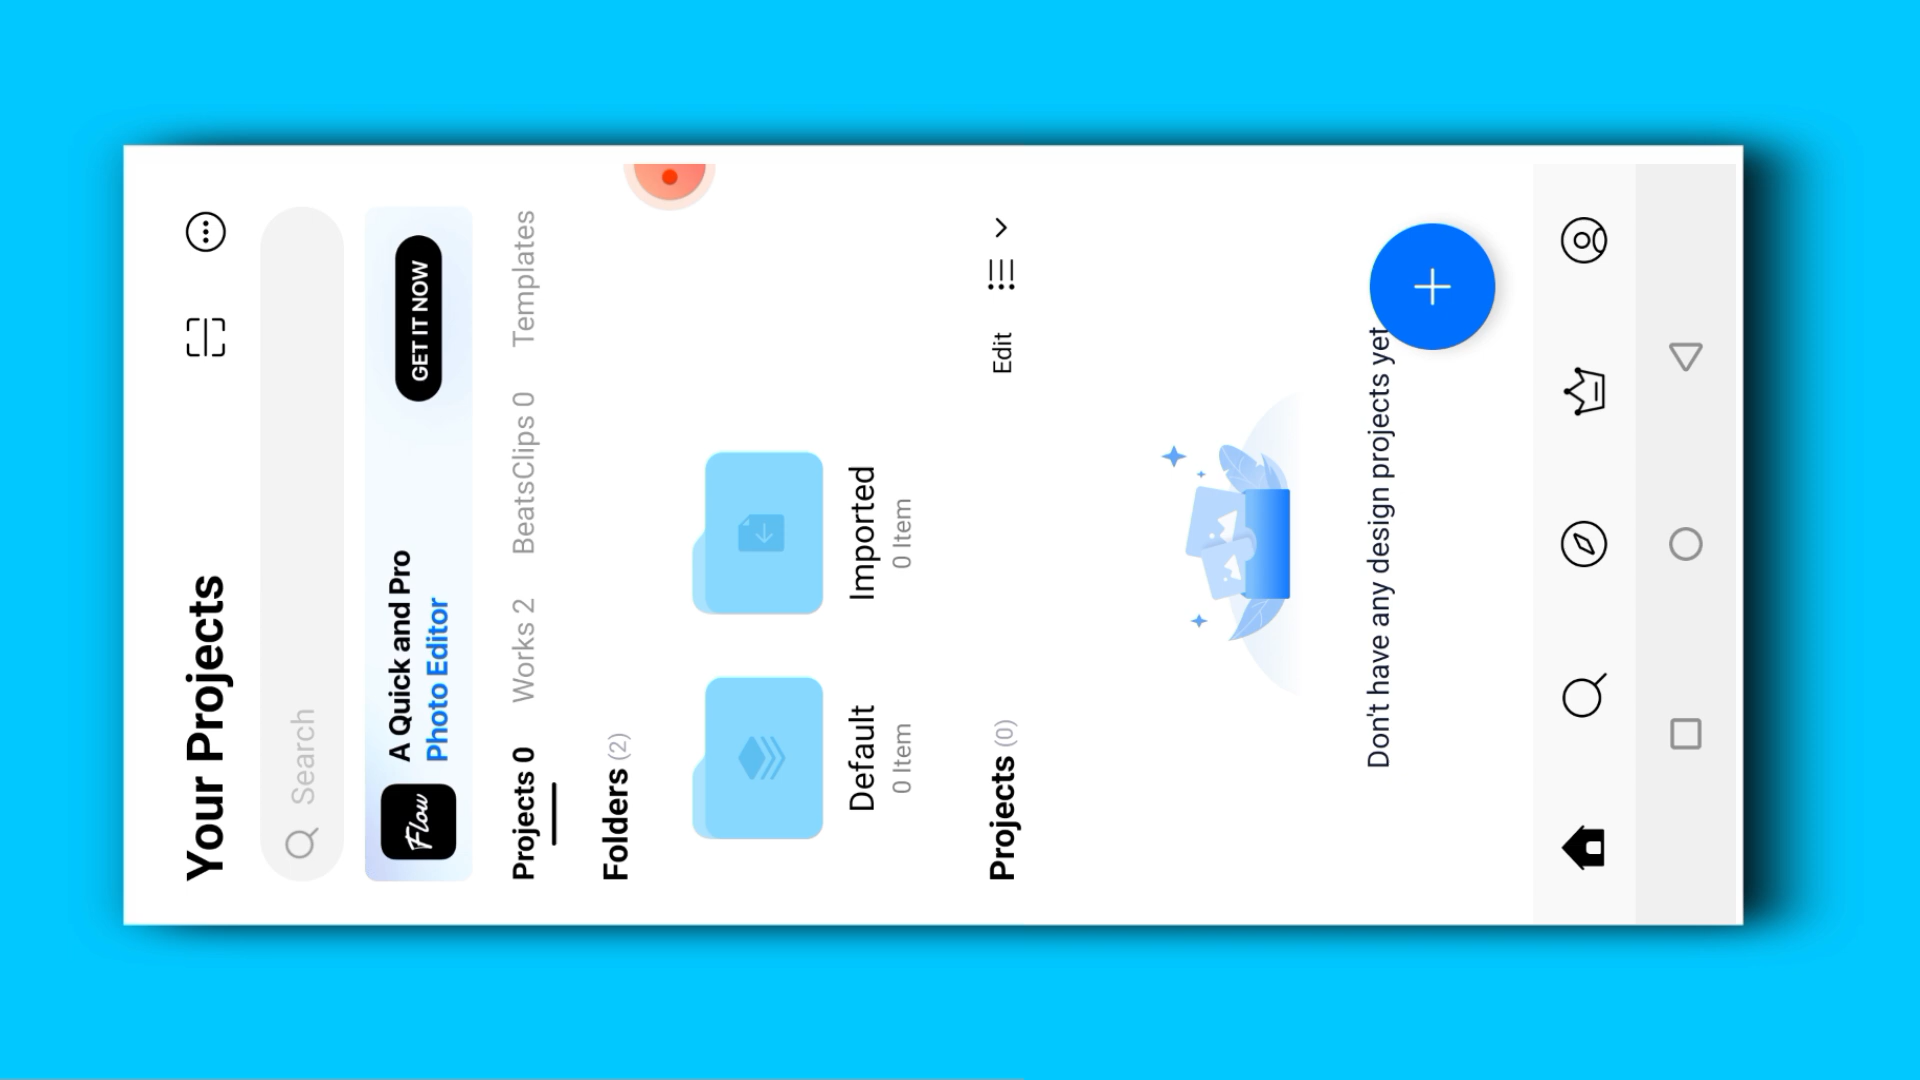 Your Projects
Search
Flow
A Quick and Pro
Photo Editor
GET IT NOW
Projects 0 Works 2 BeatsClips 0 Templates
Folders (2)
Default
0 Item
Imported
0 Item
Projects (0)
Edit
Don't have any design projects yet